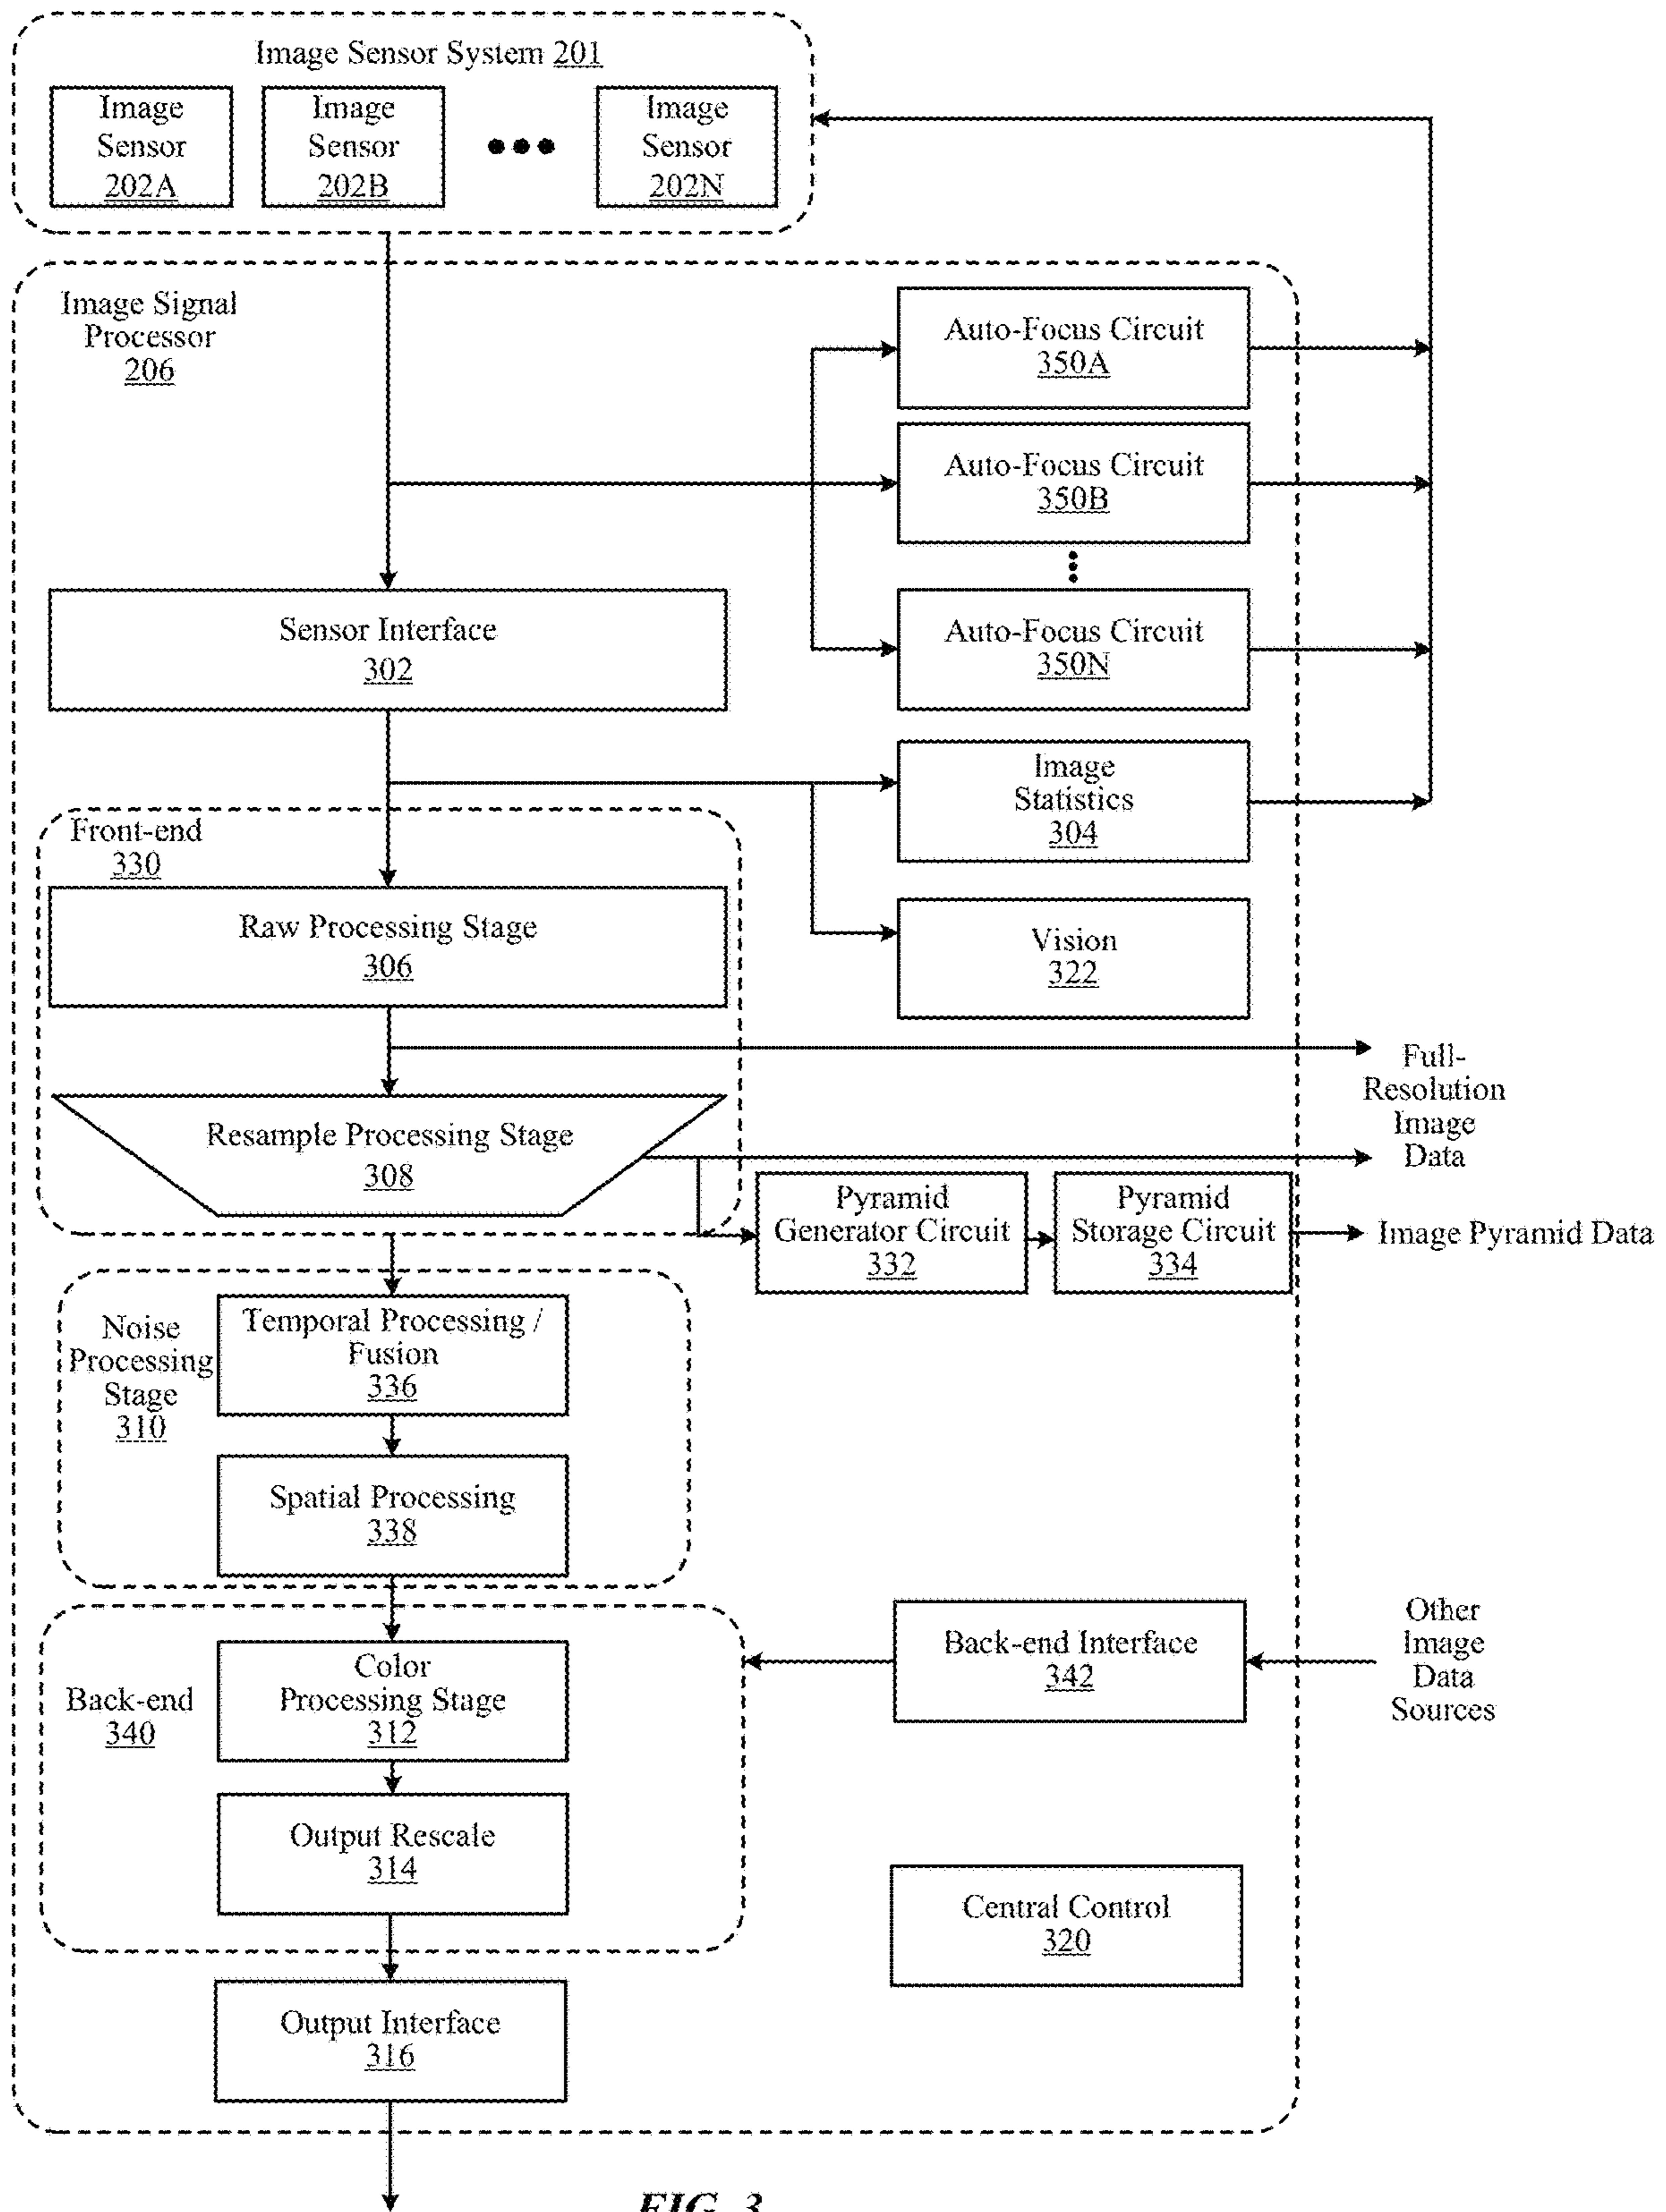 Image Sensor System 201
Image
Sensor
202A
Image
Sensor
202B
Image
Sensor
202N
Image Signal
Processor
206
Auto-Focus Circuit
350A
Auto-Focus Circuit
350B
Auto-Focus Circuit
350N
Sensor Interface
302
Image
Statistics
304
Front-end
330
Raw Processing Stage
306
Vision
322
Full-
Resolution
Image
Data
Resample Processing Stage
308
Pyramid
Generator Circuit
332
Pyramid
Storage Circuit
334
Image Pyramid Data
Noise
Processing
Stage
310
Temporal Processing /
Fusion
336
Spatial Processing
338
Back-end
340
Color
Processing Stage
312
Back-end Interface
342
Other
Image
Data
Sources
Output Rescale
314
Central Control
320
Output Interface
316
FIG. 3